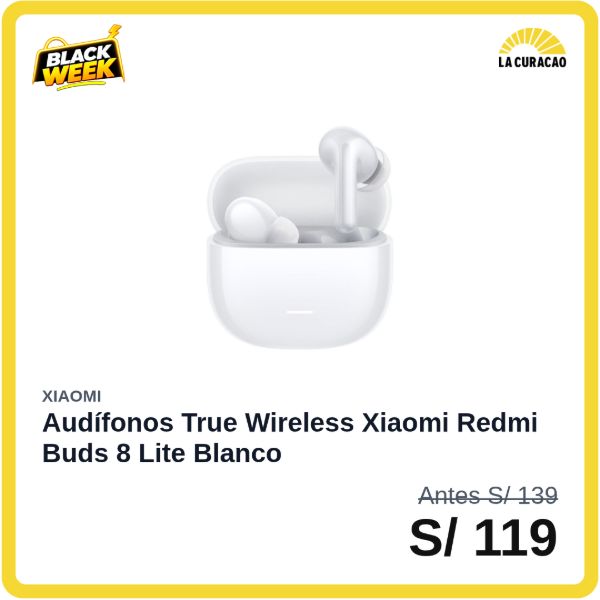 BLACK
WEEK
LA CURACAO
XIAOMI
Audífonos True Wireless Xiaomi Redmi
Buds 8 Lite Blanco
Antes S/ 139
S/ 119